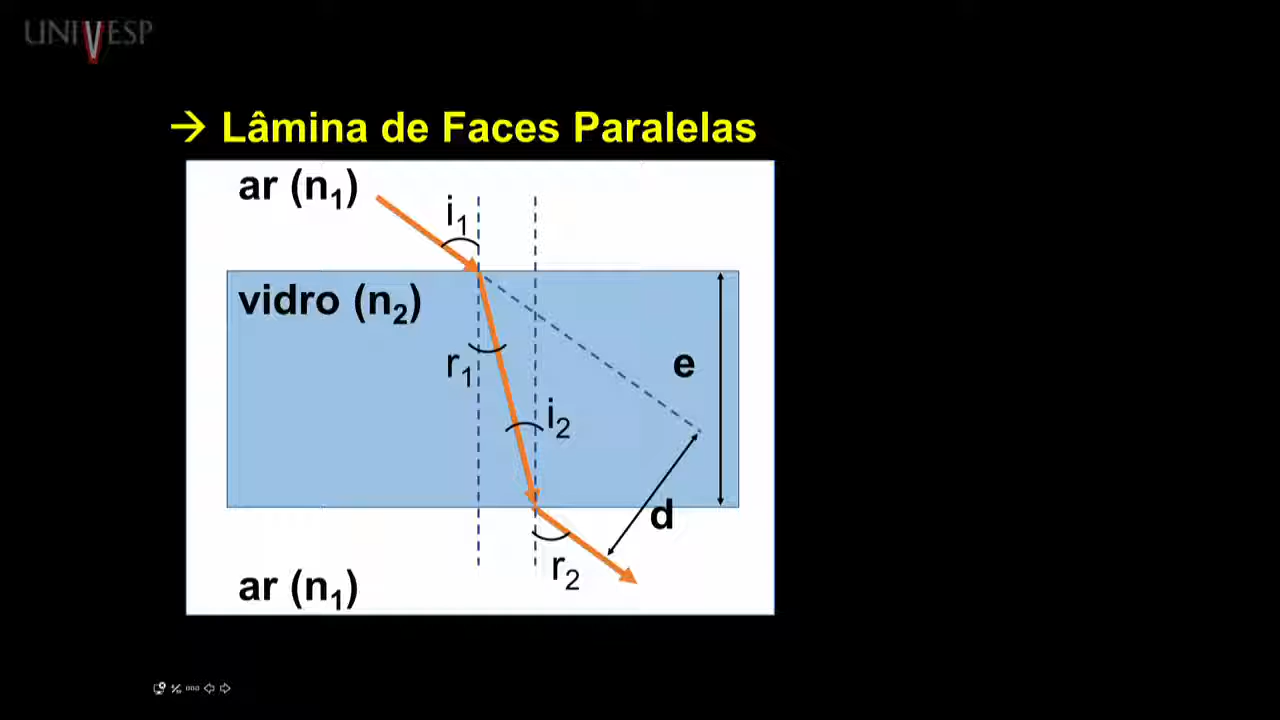 UNIVESP
→ Lâmina de Faces Paralelas
ar (n₁)
i₁
vidro (n₂)
r₁
e
i₂
d
r₂
ar (n₁)